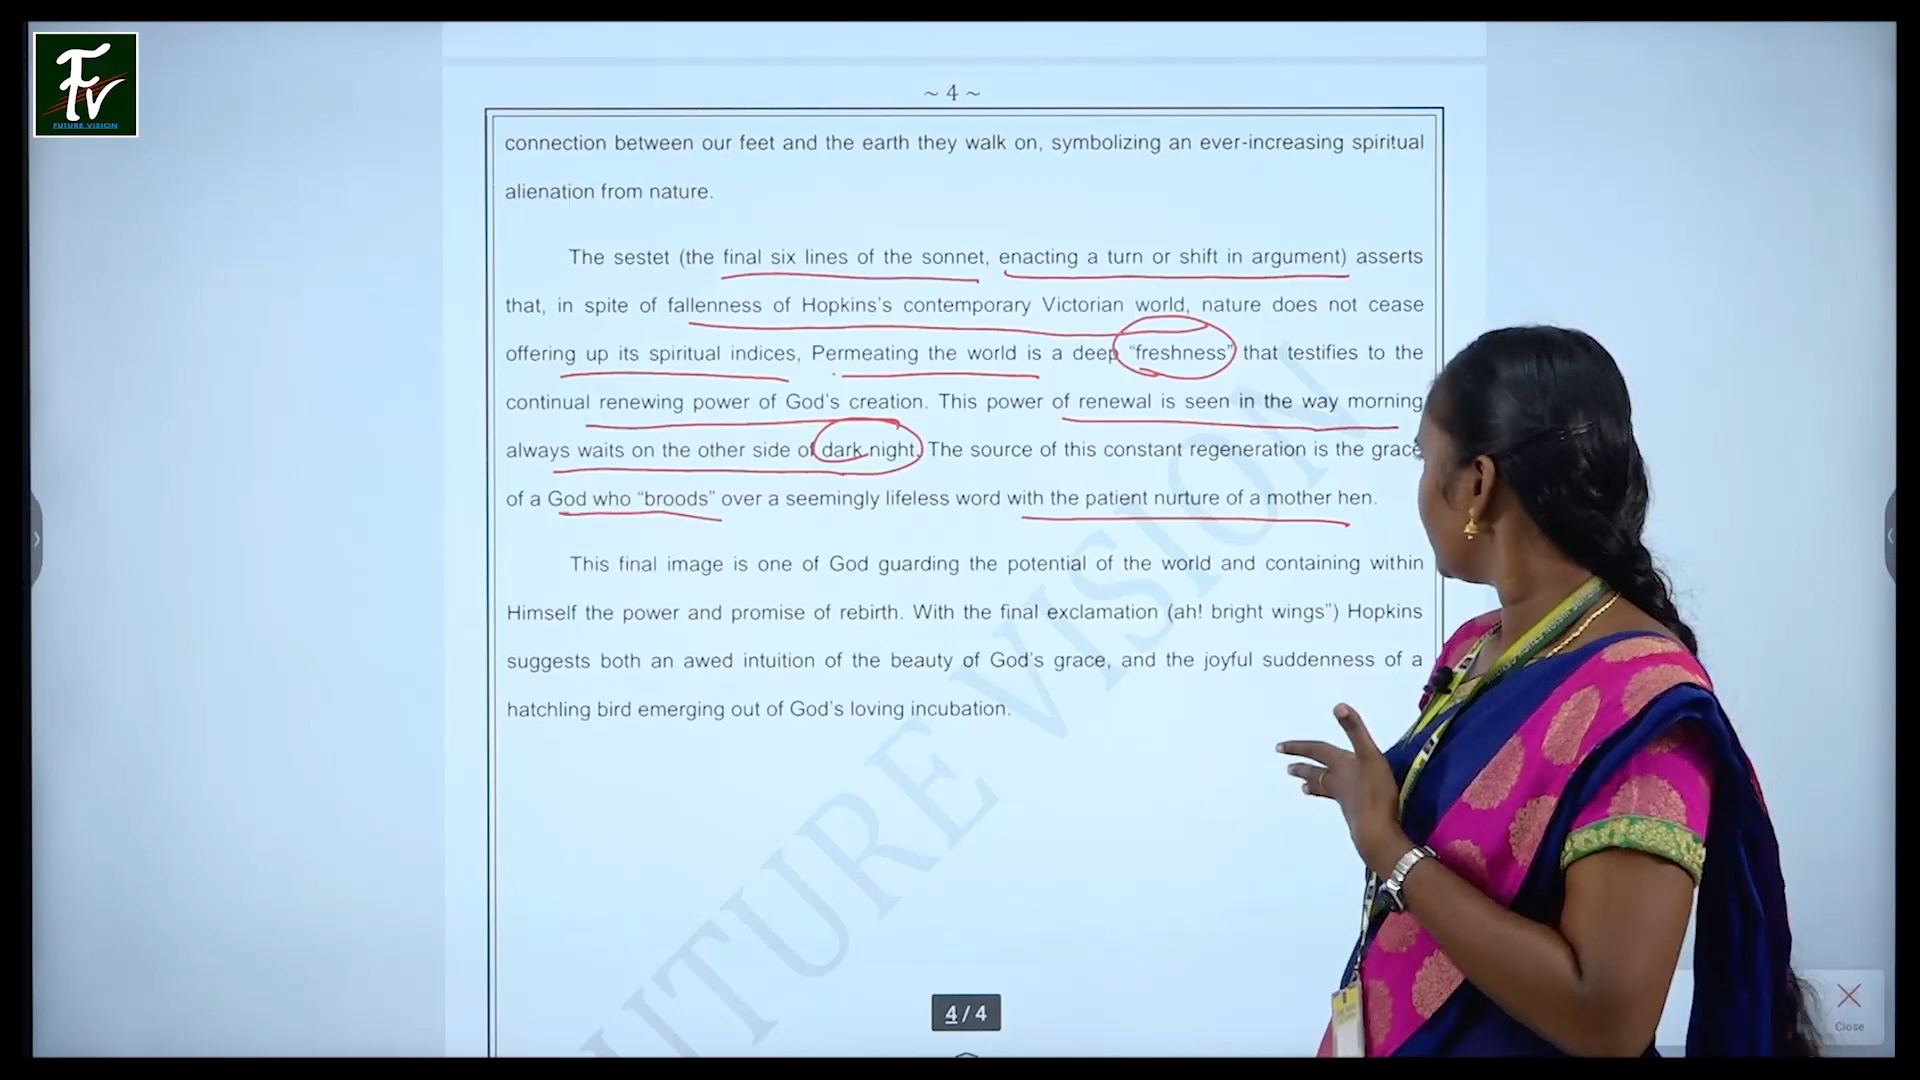 FV
FUTURE VISION
~ 4 ~
connection between our feet and the earth they walk on, symbolizing an ever-increasing spiritual
alienation from nature.
The sestet (the final six lines of the sonnet, enacting a turn or shift in argument) asserts
that, in spite of fallenness of Hopkins's contemporary Victorian world, nature does not cease
offering up its spiritual indices, Permeating the world is a deep “freshness” that testifies to the
continual renewing power of God's creation. This power of renewal is seen in the way morning
always waits on the other side of dark night. The source of this constant regeneration is the grace
of a God who “broods” over a seemingly lifeless word with the patient nurture of a mother hen.
This final image is one of God guarding the potential of the world and containing within
Himself the power and promise of rebirth. With the final exclamation (ah! bright wings”) Hopkins
suggests both an awed intuition of the beauty of God's grace, and the joyful suddenness of a
hatchling bird emerging out of God's loving incubation.
UTURE VISION
4 / 4
Close